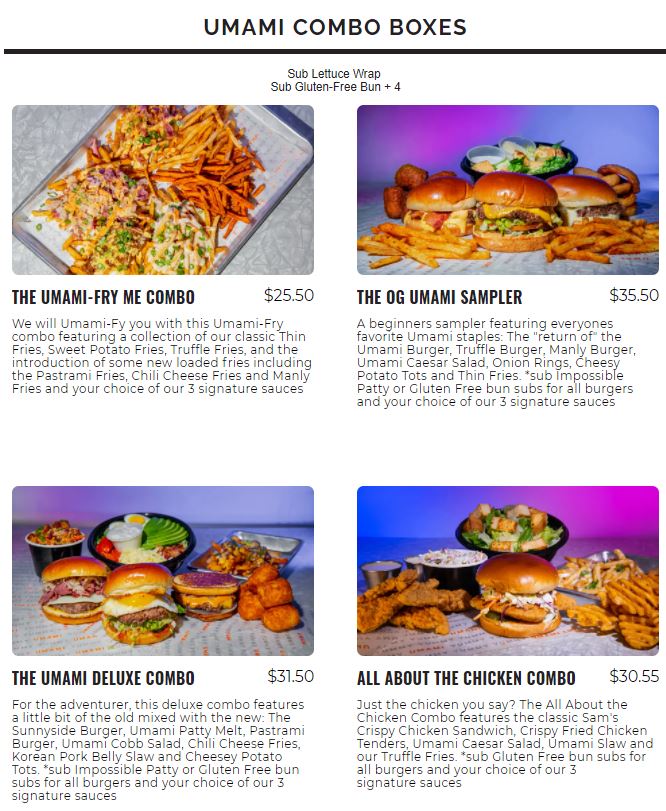 UMAMI COMBO BOXES
Sub Lettuce Wrap
Sub Gluten-Free Bun + 4
THE UMAMI-FRY ME COMBO $25.50
We will Umami-Fy you with this Umami-Fry
combo featuring a collection of our classic Thin
Fries, Sweet Potato Fries, Truffle Fries, and the
introduction of some new loaded fries including
the Pastrami Fries, Chili Cheese Fries and Manly
Fries and your choice of our 3 signature sauces
THE OG UMAMI SAMPLER $35.50
A beginners sampler featuring everyones
favorite Umami staples: The "return of" the
Umami Burger, Truffle Burger, Manly Burger,
Umami Caesar Salad, Onion Rings, Cheesy
Potato Tots and Thin Fries. *sub Impossible
Patty or Gluten Free bun subs for all burgers
and your choice of our 3 signature sauces
THE UMAMI DELUXE COMBO $31.50
For the adventurer, this deluxe combo features
a little bit of the old mixed with the new: The
Sunnyside Burger, Umami Patty Melt, Pastrami
Burger, Umami Cobb Salad, Chili Cheese Fries,
Korean Pork Belly Slaw and Cheesey Potato
Tots. *sub Impossible Patty or Gluten Free bun
subs for all burgers and your choice of our 3
signature sauces
ALL ABOUT THE CHICKEN COMBO $30.55
Just the chicken you say? The All About the
Chicken Combo features the classic Sam's
Crispy Chicken Sandwich, Crispy Fried Chicken
Tenders, Umami Caesar Salad, Umami Slaw and
our Truffle Fries. *sub Gluten Free bun subs for
all burgers and your choice of our 3
signature sauces